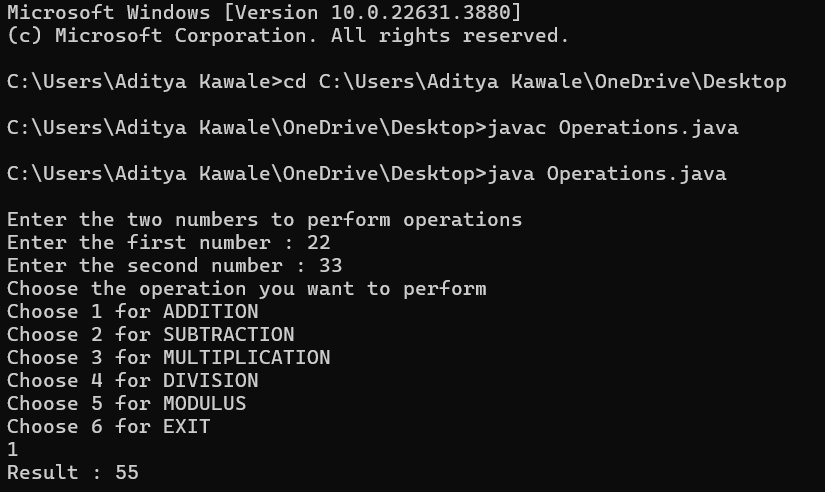 Microsoft Windows [Version 10.0.22631.3880]
(c) Microsoft Corporation. All rights reserved.
C:\Users\Aditya Kawale>cd C:\Users\Aditya Kawale\OneDrive\Desktop
C:\Users\Aditya Kawale\OneDrive\Desktop>javac Operations.java
C:\Users\Aditya Kawale\OneDrive\Desktop>java Operations.java
Enter the two numbers to perform operations
Enter the first number : 22
Enter the second number : 33
Choose the operation you want to perform
Choose 1 for ADDITION
Choose 2 for SUBTRACTION
Choose 3 for MULTIPLICATION
Choose 4 for DIVISION
Choose 5 for MODULUS
Choose 6 for EXIT
1
Result : 55